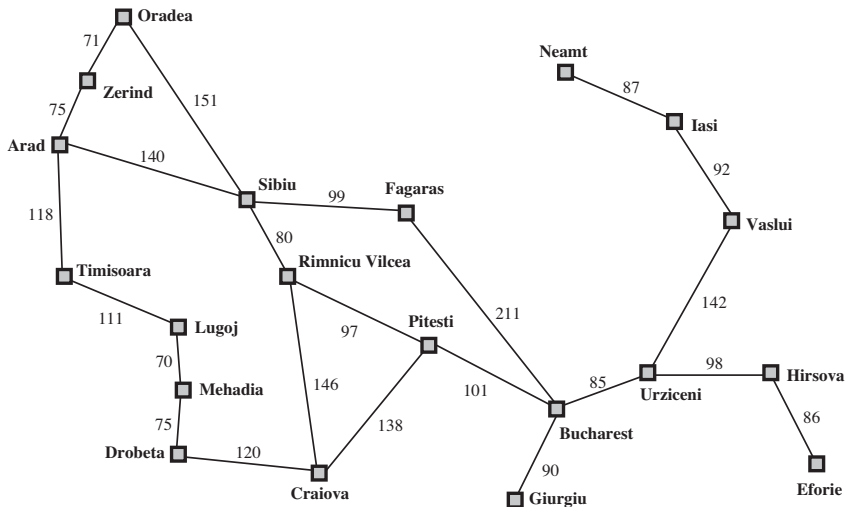 Oradea
71
Neamt
Zerind
87
151
75
Iasi
Arad
140
92
Sibiu
99
Fagaras
118
Vaslui
80
Timisoara
Rimnicu Vilcea
142
111
Lugoj
97
Pitesti
211
70
98
Hirsova
146
101
85
Urziceni
Mehadia
138
86
75
Bucharest
Drobeta
120
90
Craiova
Eforie
Giurgiu